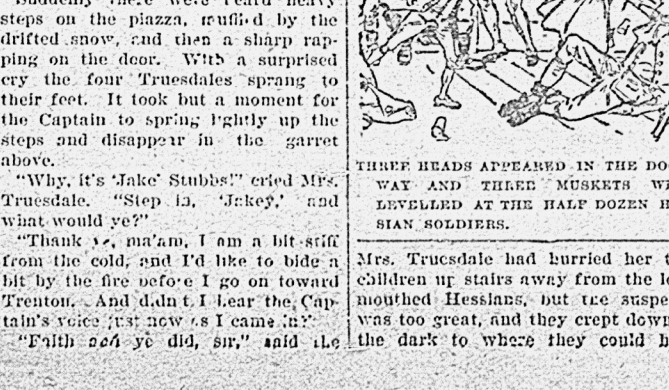 Suddenly there were heard heavy
steps on the piazza, muffled by the
drifted snow, and then a sharp rap-
ping on the door. With a surprised
cry the four Truesdales sprang to
their feet. It took but a moment for
the Captain to spring lightly up the
steps and disappear in the garret
above.
"Why, it's 'Jake' Stubbs!" cried Mrs.
Truesdale. "Step in, 'Jakey,' and
what would ye?"
"Thank ye, ma'am, I am a bit stiff
from the cold, and I'd like to bide a
bit by the fire before I go on toward
Trenton. And didn't I hear the Cap-
tain's voice just now as I came in?"
"Faith ye did, sir," said the
THREE HEADS APPEARED IN THE DO
WAY AND THREE MUSKETS W
LEVELLED AT THE HALF DOZEN H
SIAN SOLDIERS.
Mrs. Truesdale had hurried her t
children up stairs away from the lo
mouthed Hessians, but the suspe
was too great, and they crept down
the dark to where they could h